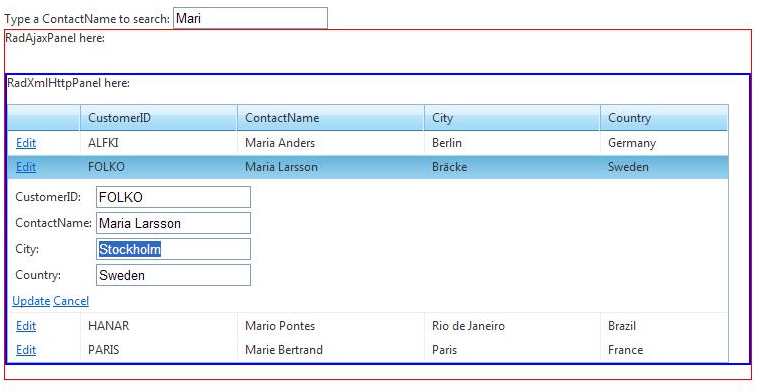 Type a ContactName to search: Mari
RadAjaxPanel here:
RadXmlHttpPanel here:
CustomerID ContactName City Country
Edit ALFKI Maria Anders Berlin Germany
Edit FOLKO Maria Larsson Bräcke Sweden
CustomerID: FOLKO
ContactName: Maria Larsson
City: Stockholm
Country: Sweden
Update Cancel
Edit HANAR Mario Pontes Rio de Janeiro Brazil
Edit PARIS Marie Bertrand Paris France